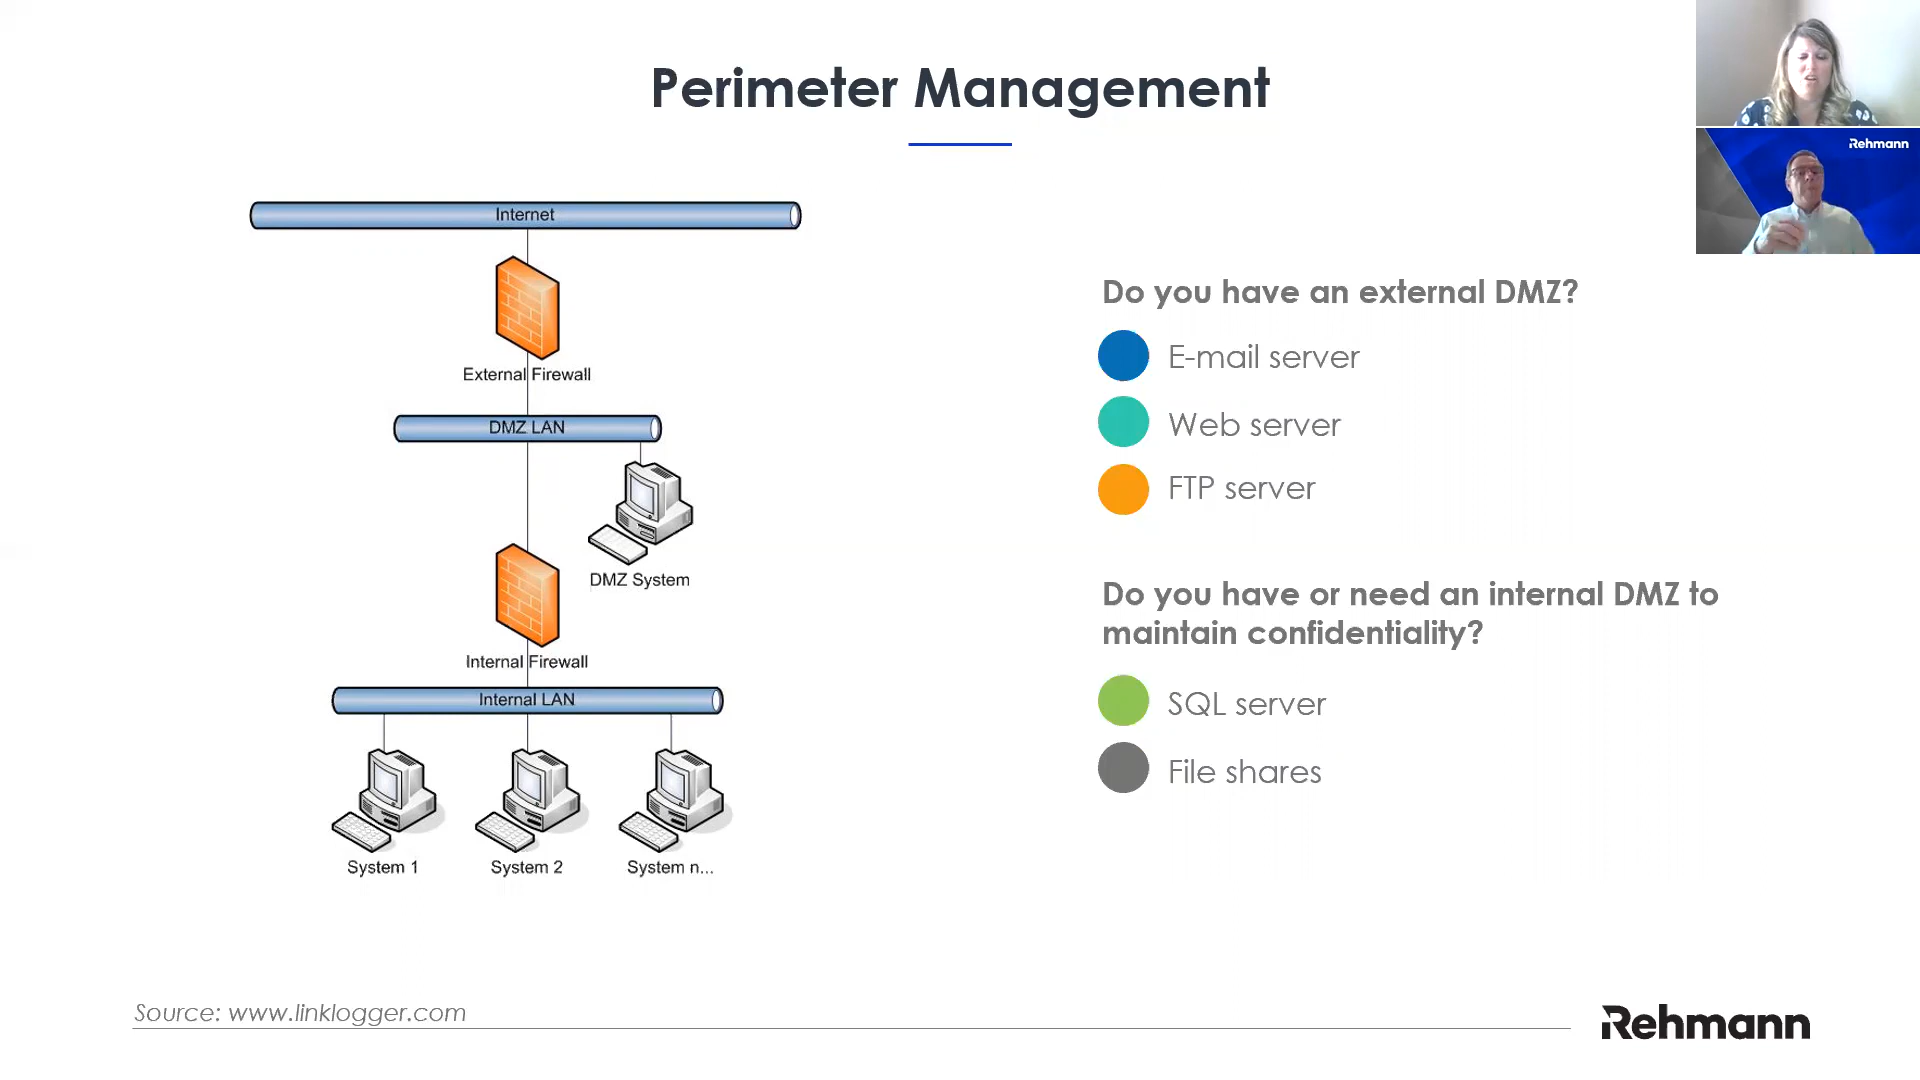 Perimeter Management
Rehmann
Internet
External Firewall
DMZ LAN
DMZ System
Internal Firewall
Internal LAN
System 1
System 2
System n...
Do you have an external DMZ?
E-mail server
Web server
FTP server
Do you have or need an internal DMZ to
maintain confidentiality?
SQL server
File shares
Source: www.linklogger.com
Rehmann